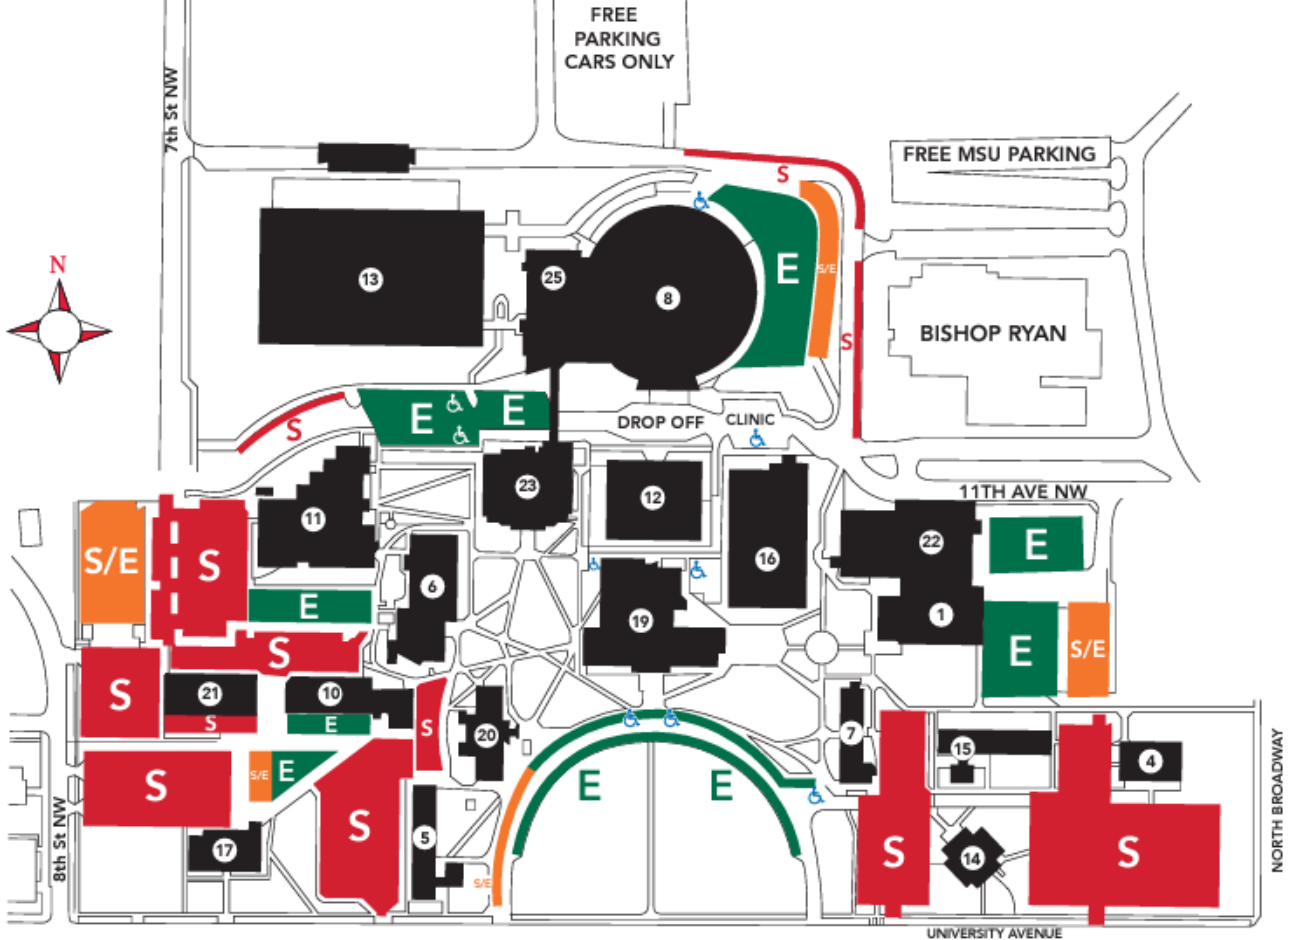 FREE
PARKING
CARS ONLY
7th St NW
FREE MSU PARKING
S
N
E
S/E
13
25
8
S
BISHOP RYAN
E
E
S
DROP OFF
CLINIC
11TH AVE NW
23
12
16
11
22
E
S/E
S
6
E
19
1
E
S/E
S
S
21
10
S
E
S
20
7
15
4
S
S/E
E
E
E
S
5
17
S
14
S
S/E
8th St NW
NORTH BROADWAY
UNIVERSITY AVENUE